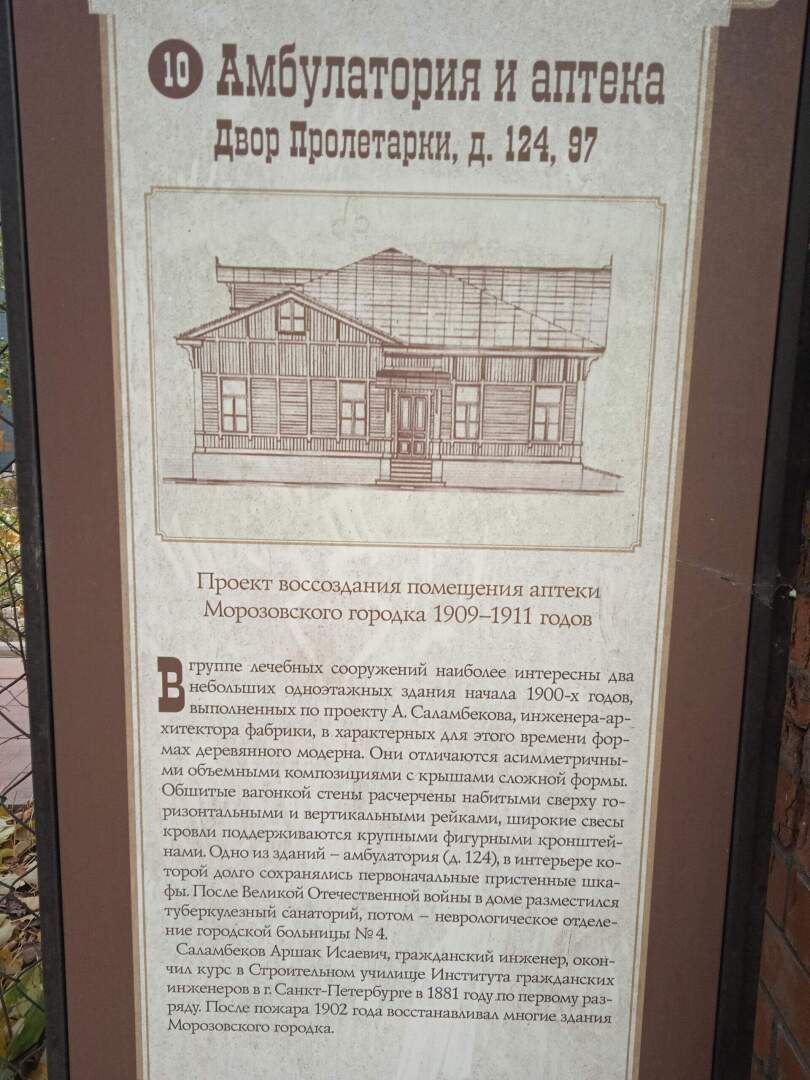 10 Амбулатория и аптека
Двор Пролетарки, д. 124, 97
Проект воссоздания помещения аптеки
Морозовского городка 1909–1911 годов
В группе лечебных сооружений наиболее интересны два
небольших одноэтажных здания начала 1900-х годов,
выполненных по проекту А. Саламбекова, инженера-ар-
хитектора фабрики, в характерных для этого времени фор-
мах деревянного модерна. Они отличаются асимметричны-
ми объемными композициями с крышами сложной формы.
Обшитые вагонкой стены расчерчены набитыми сверху го-
ризонтальными и вертикальными рейками, широкие свесы
кровли поддерживаются крупными фигурными кронштей-
нами. Одно из зданий – амбулатория (д. 124), в интерьере ко-
торой долго сохранялись первоначальные пристенные шка-
фы. После Великой Отечественной войны в доме разместился
туберкулезный санаторий, потом – неврологическое отделе-
ние городской больницы №4.
Саламбеков Аршак Исаевич, гражданский инженер, окон-
чил курс в Строительном училище Института гражданских
инженеров в г. Санкт-Петербурге в 1881 году по первому раз-
ряду. После пожара 1902 года восстанавливал многие здания
Морозовского городка.